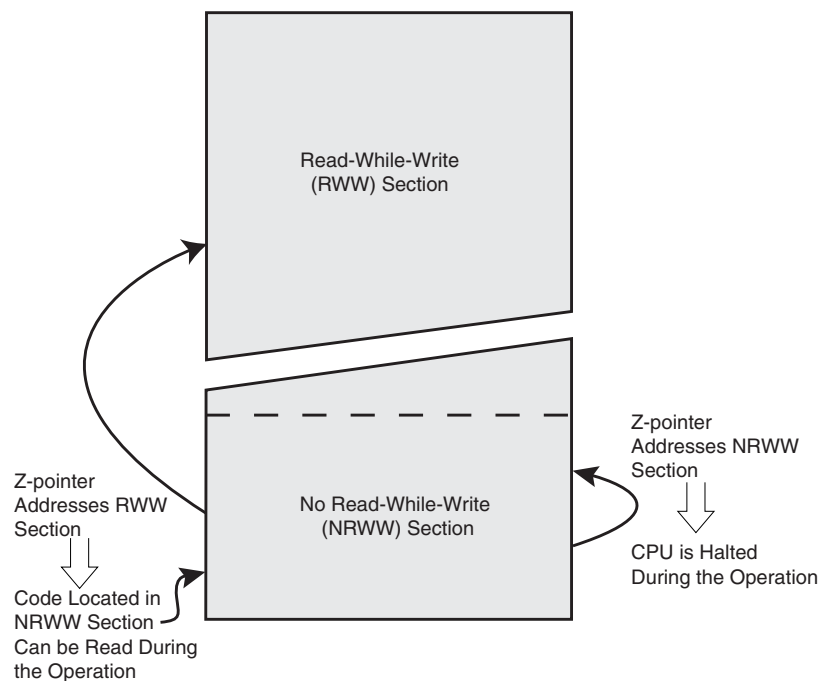 Read-While-Write
(RWW) Section
Z-pointer
Addresses RWW
Section
Code Located in
NRWW Section
Can be Read During
the Operation
No Read-While-Write
(NRWW) Section
Z-pointer
Addresses NRWW
Section
CPU is Halted
During the Operation